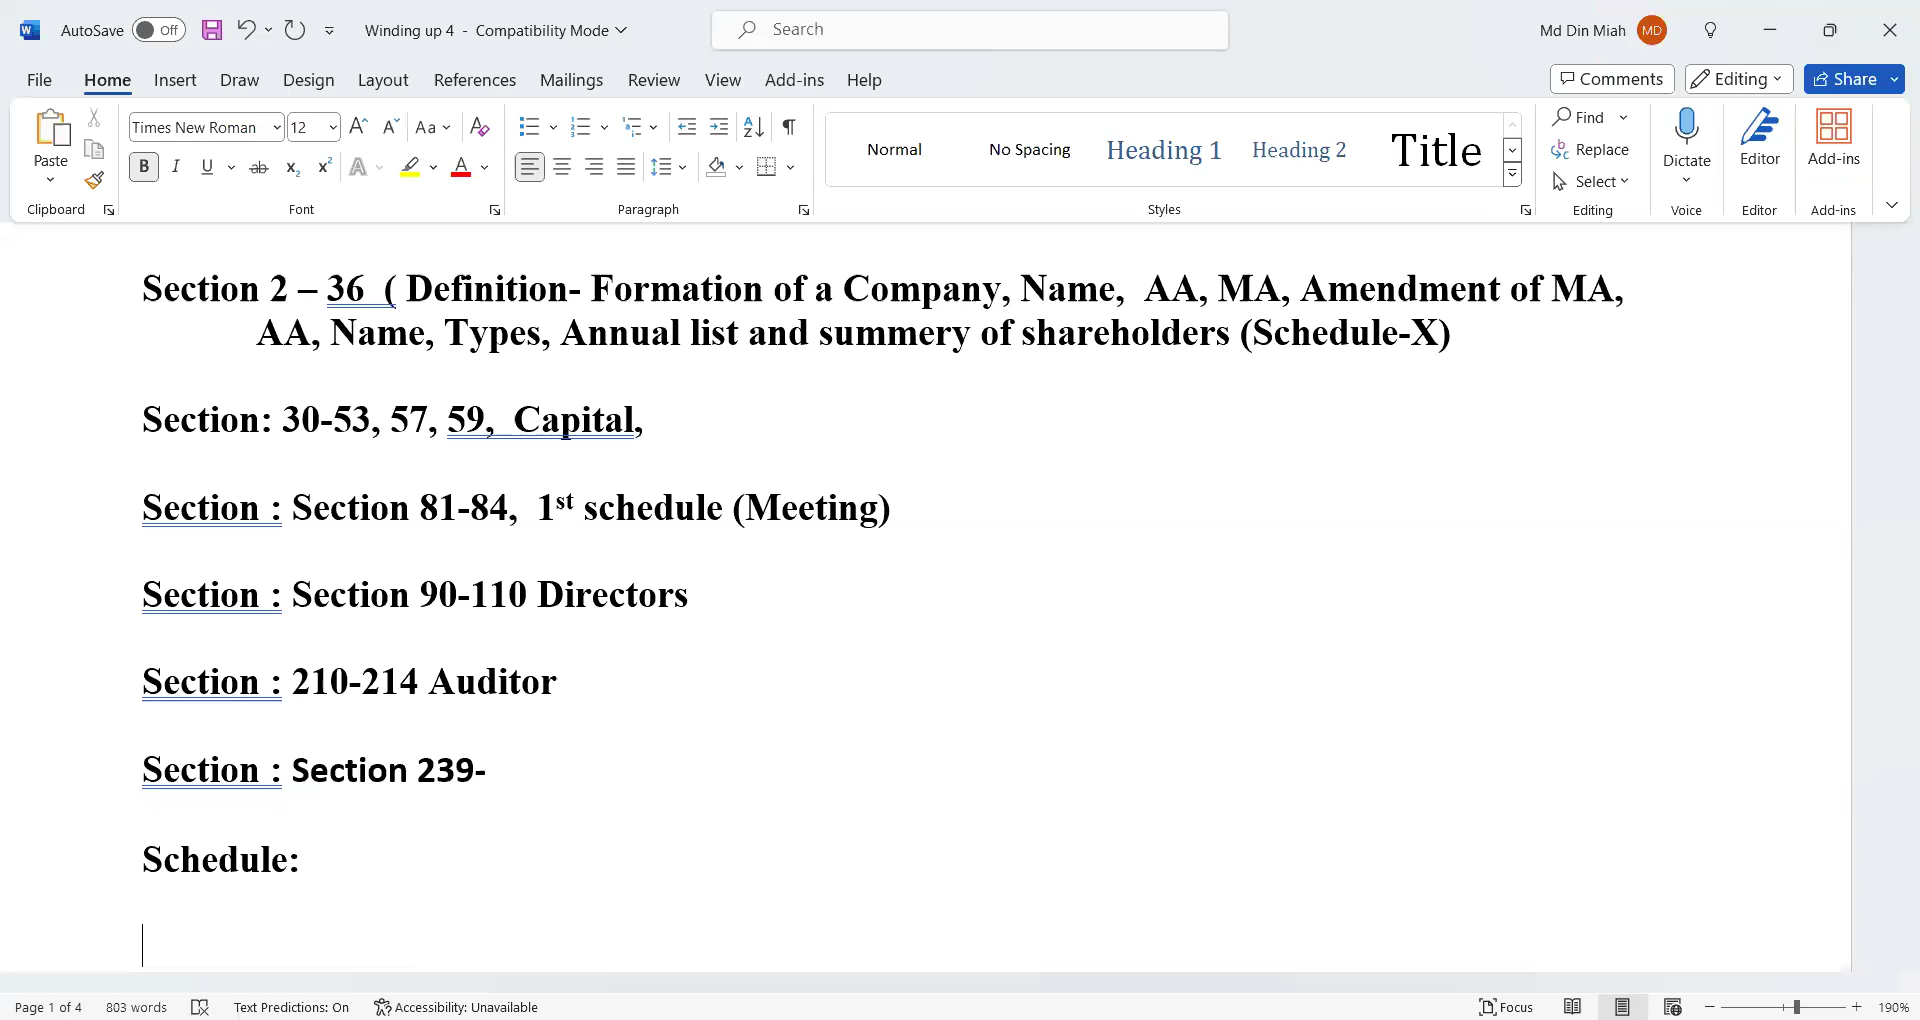 AutoSave Off Winding up 4 - Compatibility Mode Search Md Din Miah MD
File Home Insert Draw Design Layout References Mailings Review View Add-ins Help Comments Editing Share
Paste Times New Roman 12 Aa Normal No Spacing Heading 1 Heading 2 Title Find Replace Select Dictate Editor Add-ins
Clipboard Font Paragraph Styles Editing Voice Editor Add-ins
Section 2 – 36 ( Definition- Formation of a Company, Name, AA, MA, Amendment of MA,
AA, Name, Types, Annual list and summery of shareholders (Schedule-X)
Section: 30-53, 57, 59, Capital,
Section : Section 81-84, 1st schedule (Meeting)
Section : Section 90-110 Directors
Section : 210-214 Auditor
Section : Section 239-
Schedule:
Page 1 of 4 803 words Text Predictions: On Accessibility: Unavailable Focus 190%